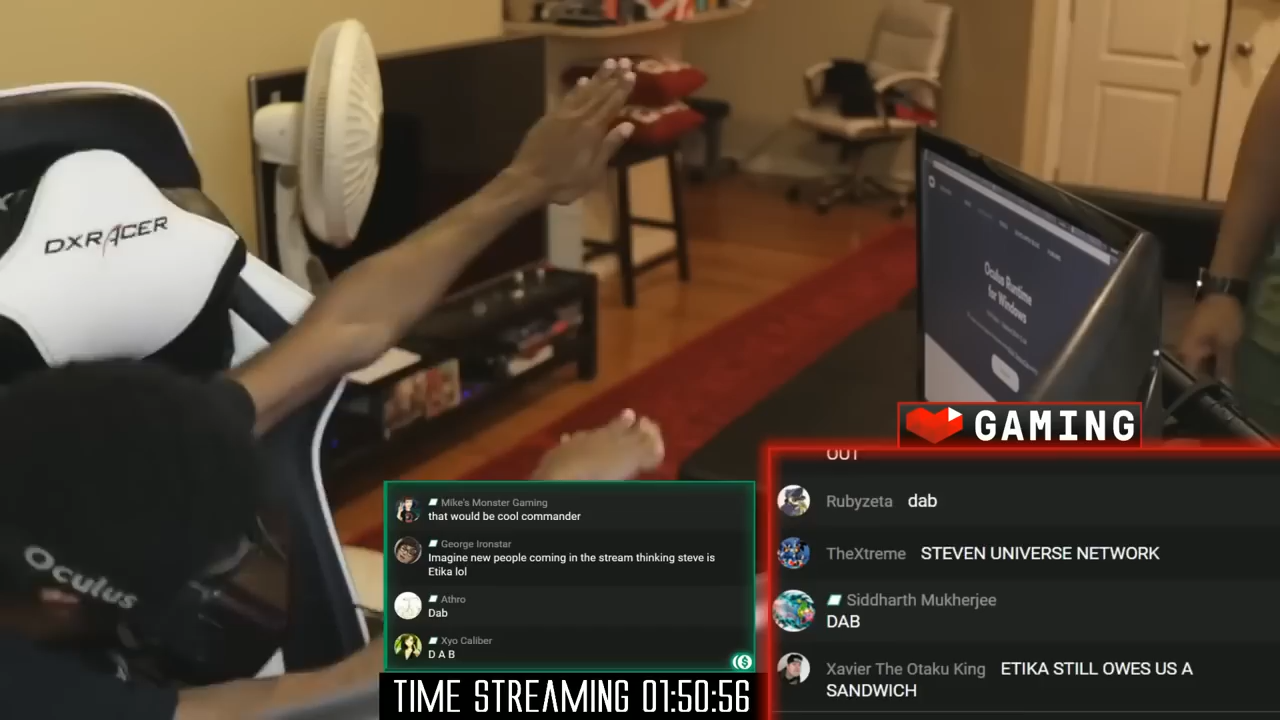 DXRACER
Oculus Runtime
for Windows
GAMING
OUT
Rubyzeta dab
TheXtreme STEVEN UNIVERSE NETWORK
Siddharth Mukherjee
DAB
Xavier The Otaku King ETIKA STILL OWES US A
SANDWICH
Mike's Monster Gaming
that would be cool commander
George Ironstar
Imagine new people coming in the stream thinking steve is
Etika lol
Athro
Dab
Xyo Caliber
D A B
Oculus
TIME STREAMING 01:50:56